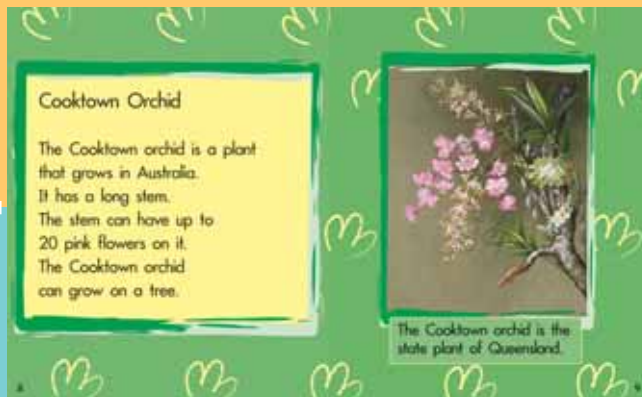 Cooktown Orchid
The Cooktown orchid is a plant
that grows in Australia.
It has a long stem.
The stem can have up to
20 pink flowers on it.
The Cooktown orchid
can grow on a tree.
The Cooktown orchid is the
state plant of Queensland.